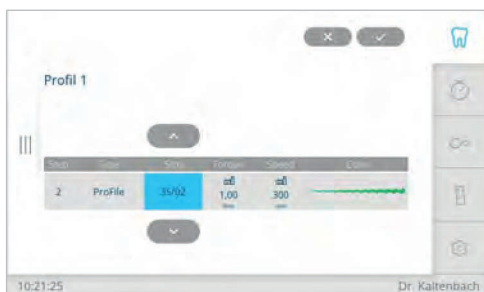 Profil 1
Step Type Size Torque Speed Color
2 ProFile 35/02 1,00 300
10:21:25 Dr. Kaltenbach